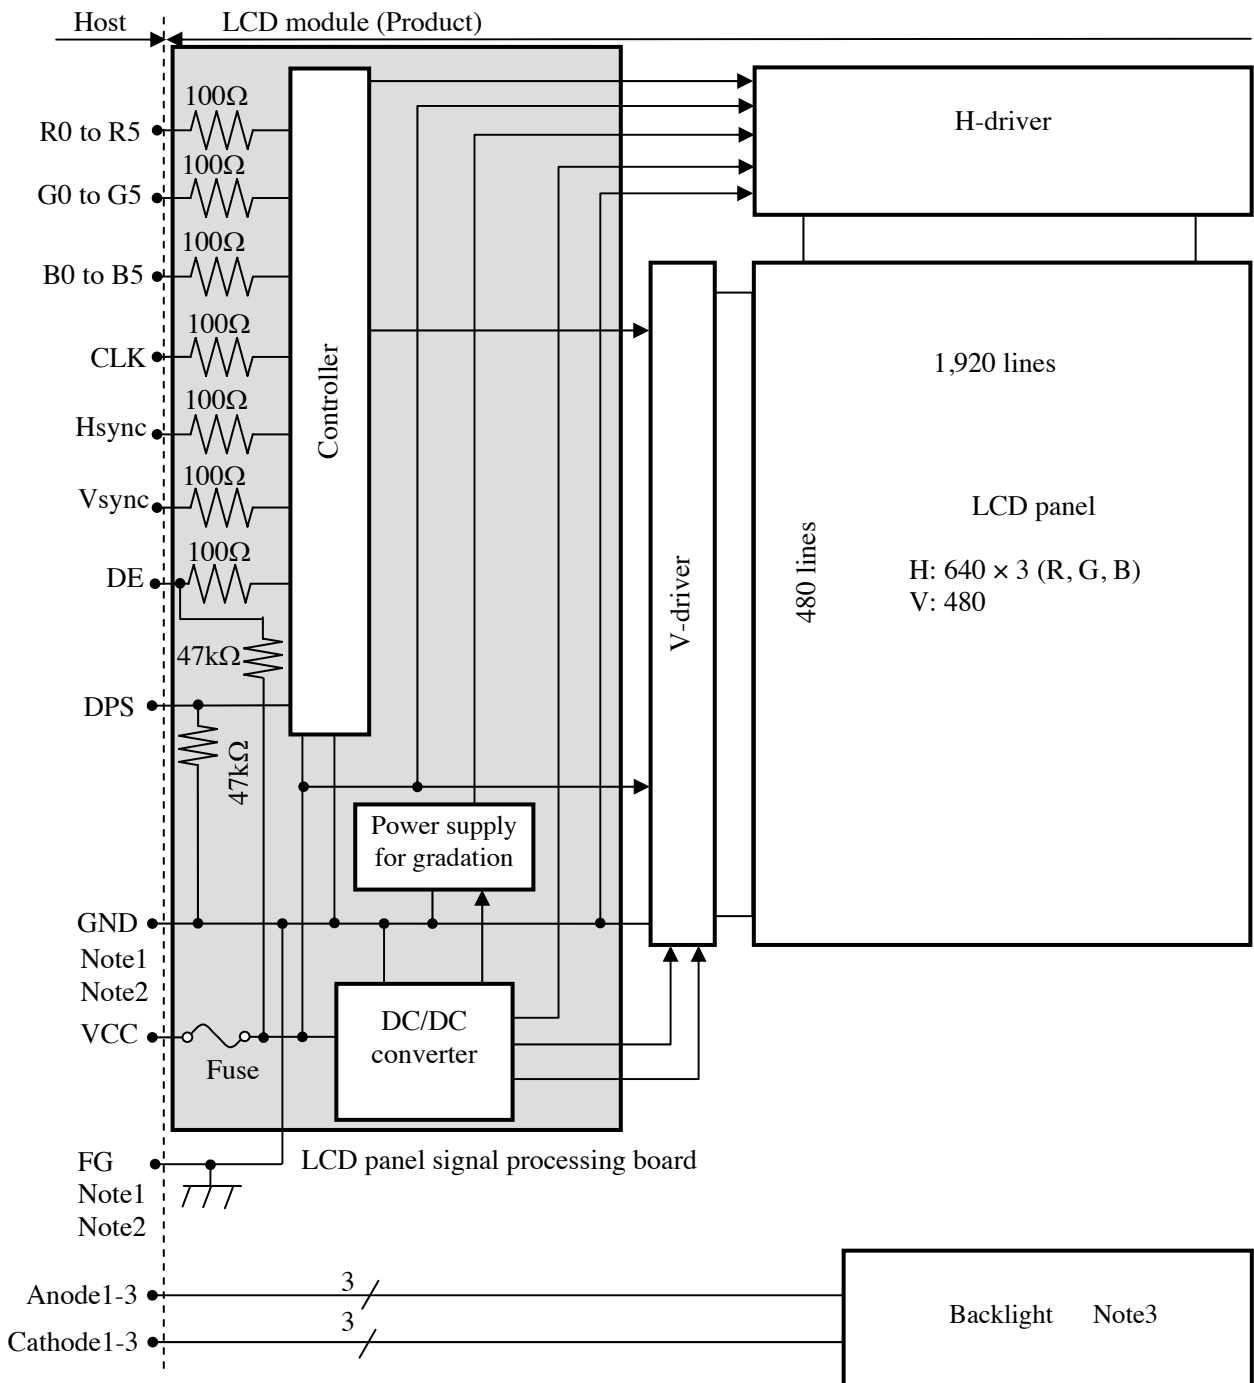 Host
LCD module (Product)
100Ω
R0 to R5
100Ω
G0 to G5
100Ω
B0 to B5
100Ω
CLK
100Ω
Hsync
100Ω
Vsync
100Ω
DE
47kΩ
DPS
47kΩ
Controller
H-driver
V-driver
1,920 lines
480 lines
LCD panel
H: 640 × 3 (R, G, B)
V: 480
Power supply
for gradation
GND
Note1
Note2
VCC
Fuse
DC/DC
converter
FG
Note1
Note2
LCD panel signal processing board
Anode1-3
3
Cathode1-3
3
Backlight Note3